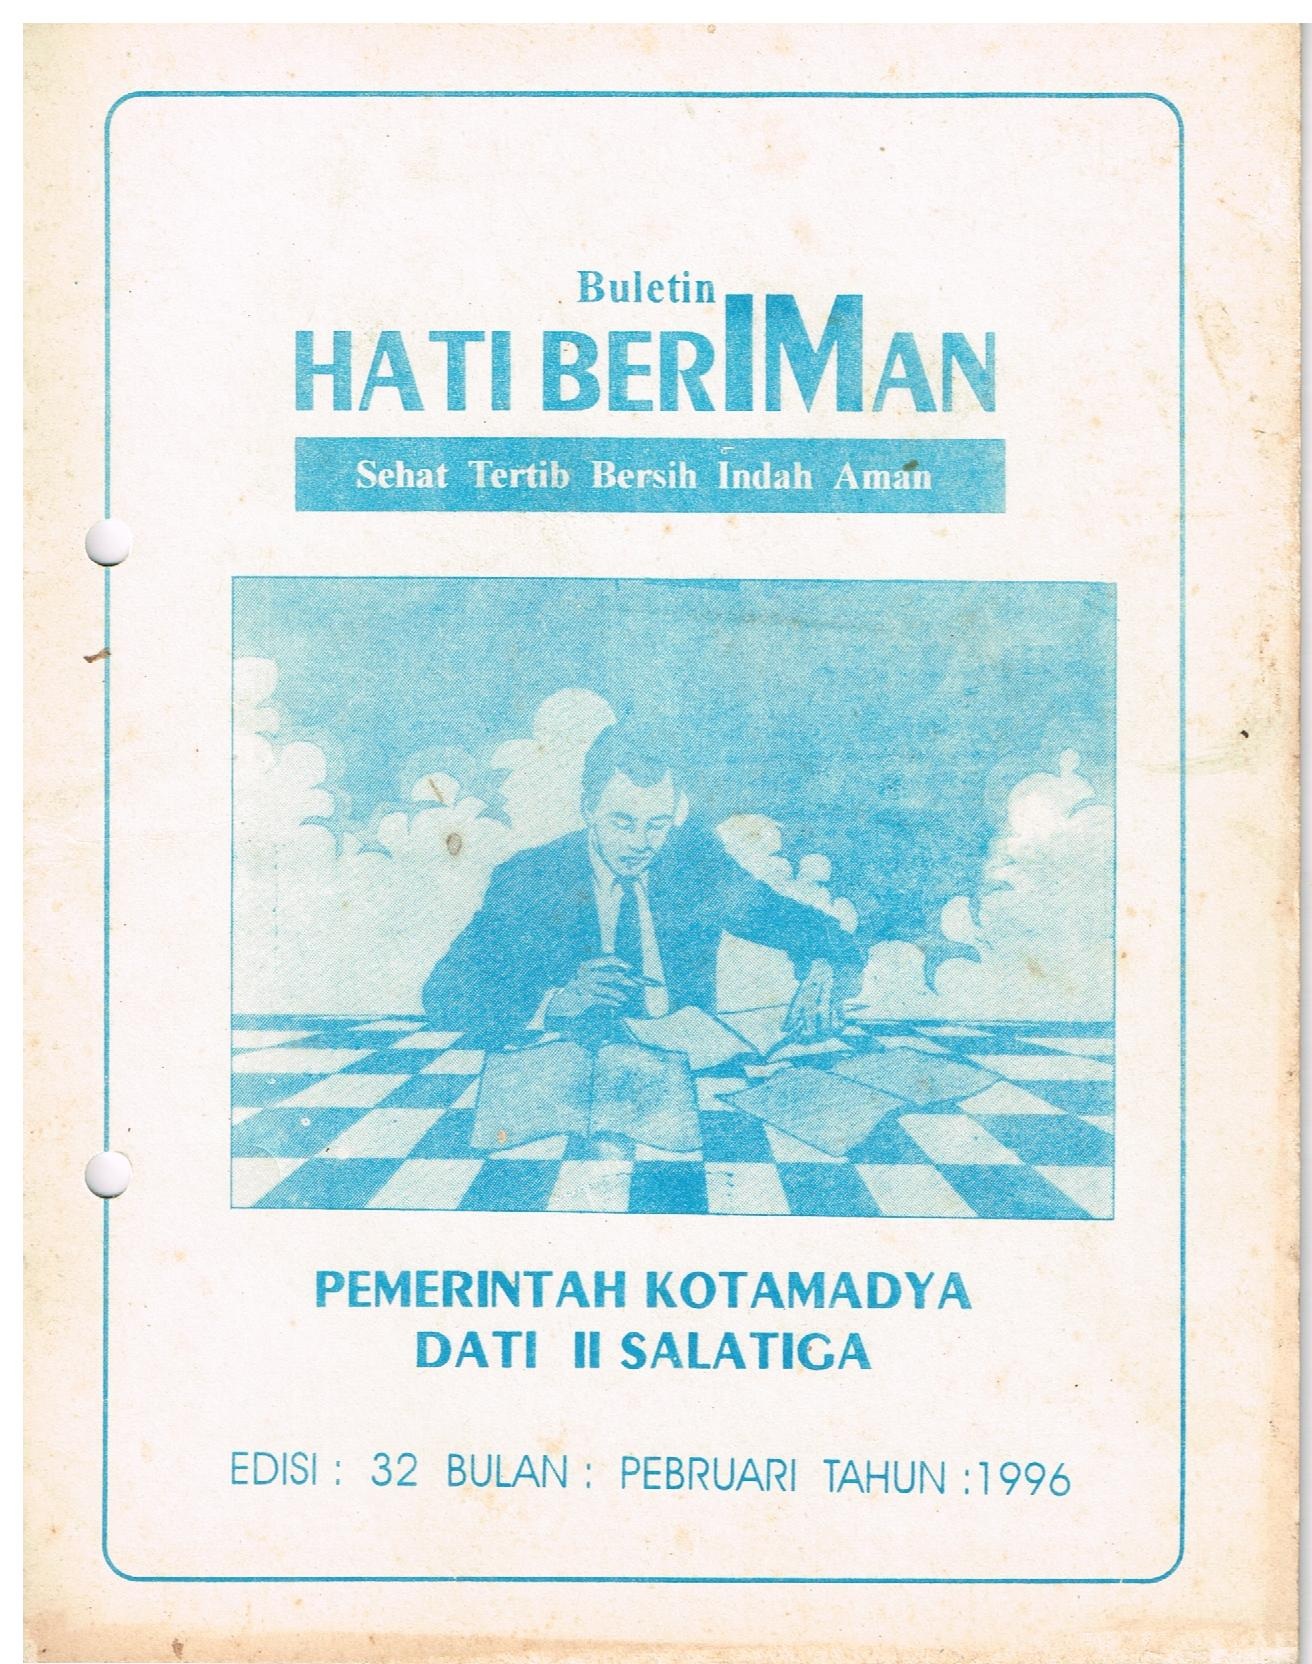 Buletin
HATI BERIMAN
Sehat Tertib Bersih Indah Aman
PEMERINTAH KOTAMADYA
DATI II SALATIGA
EDISI : 32 BULAN : PEBRUARI TAHUN :1996